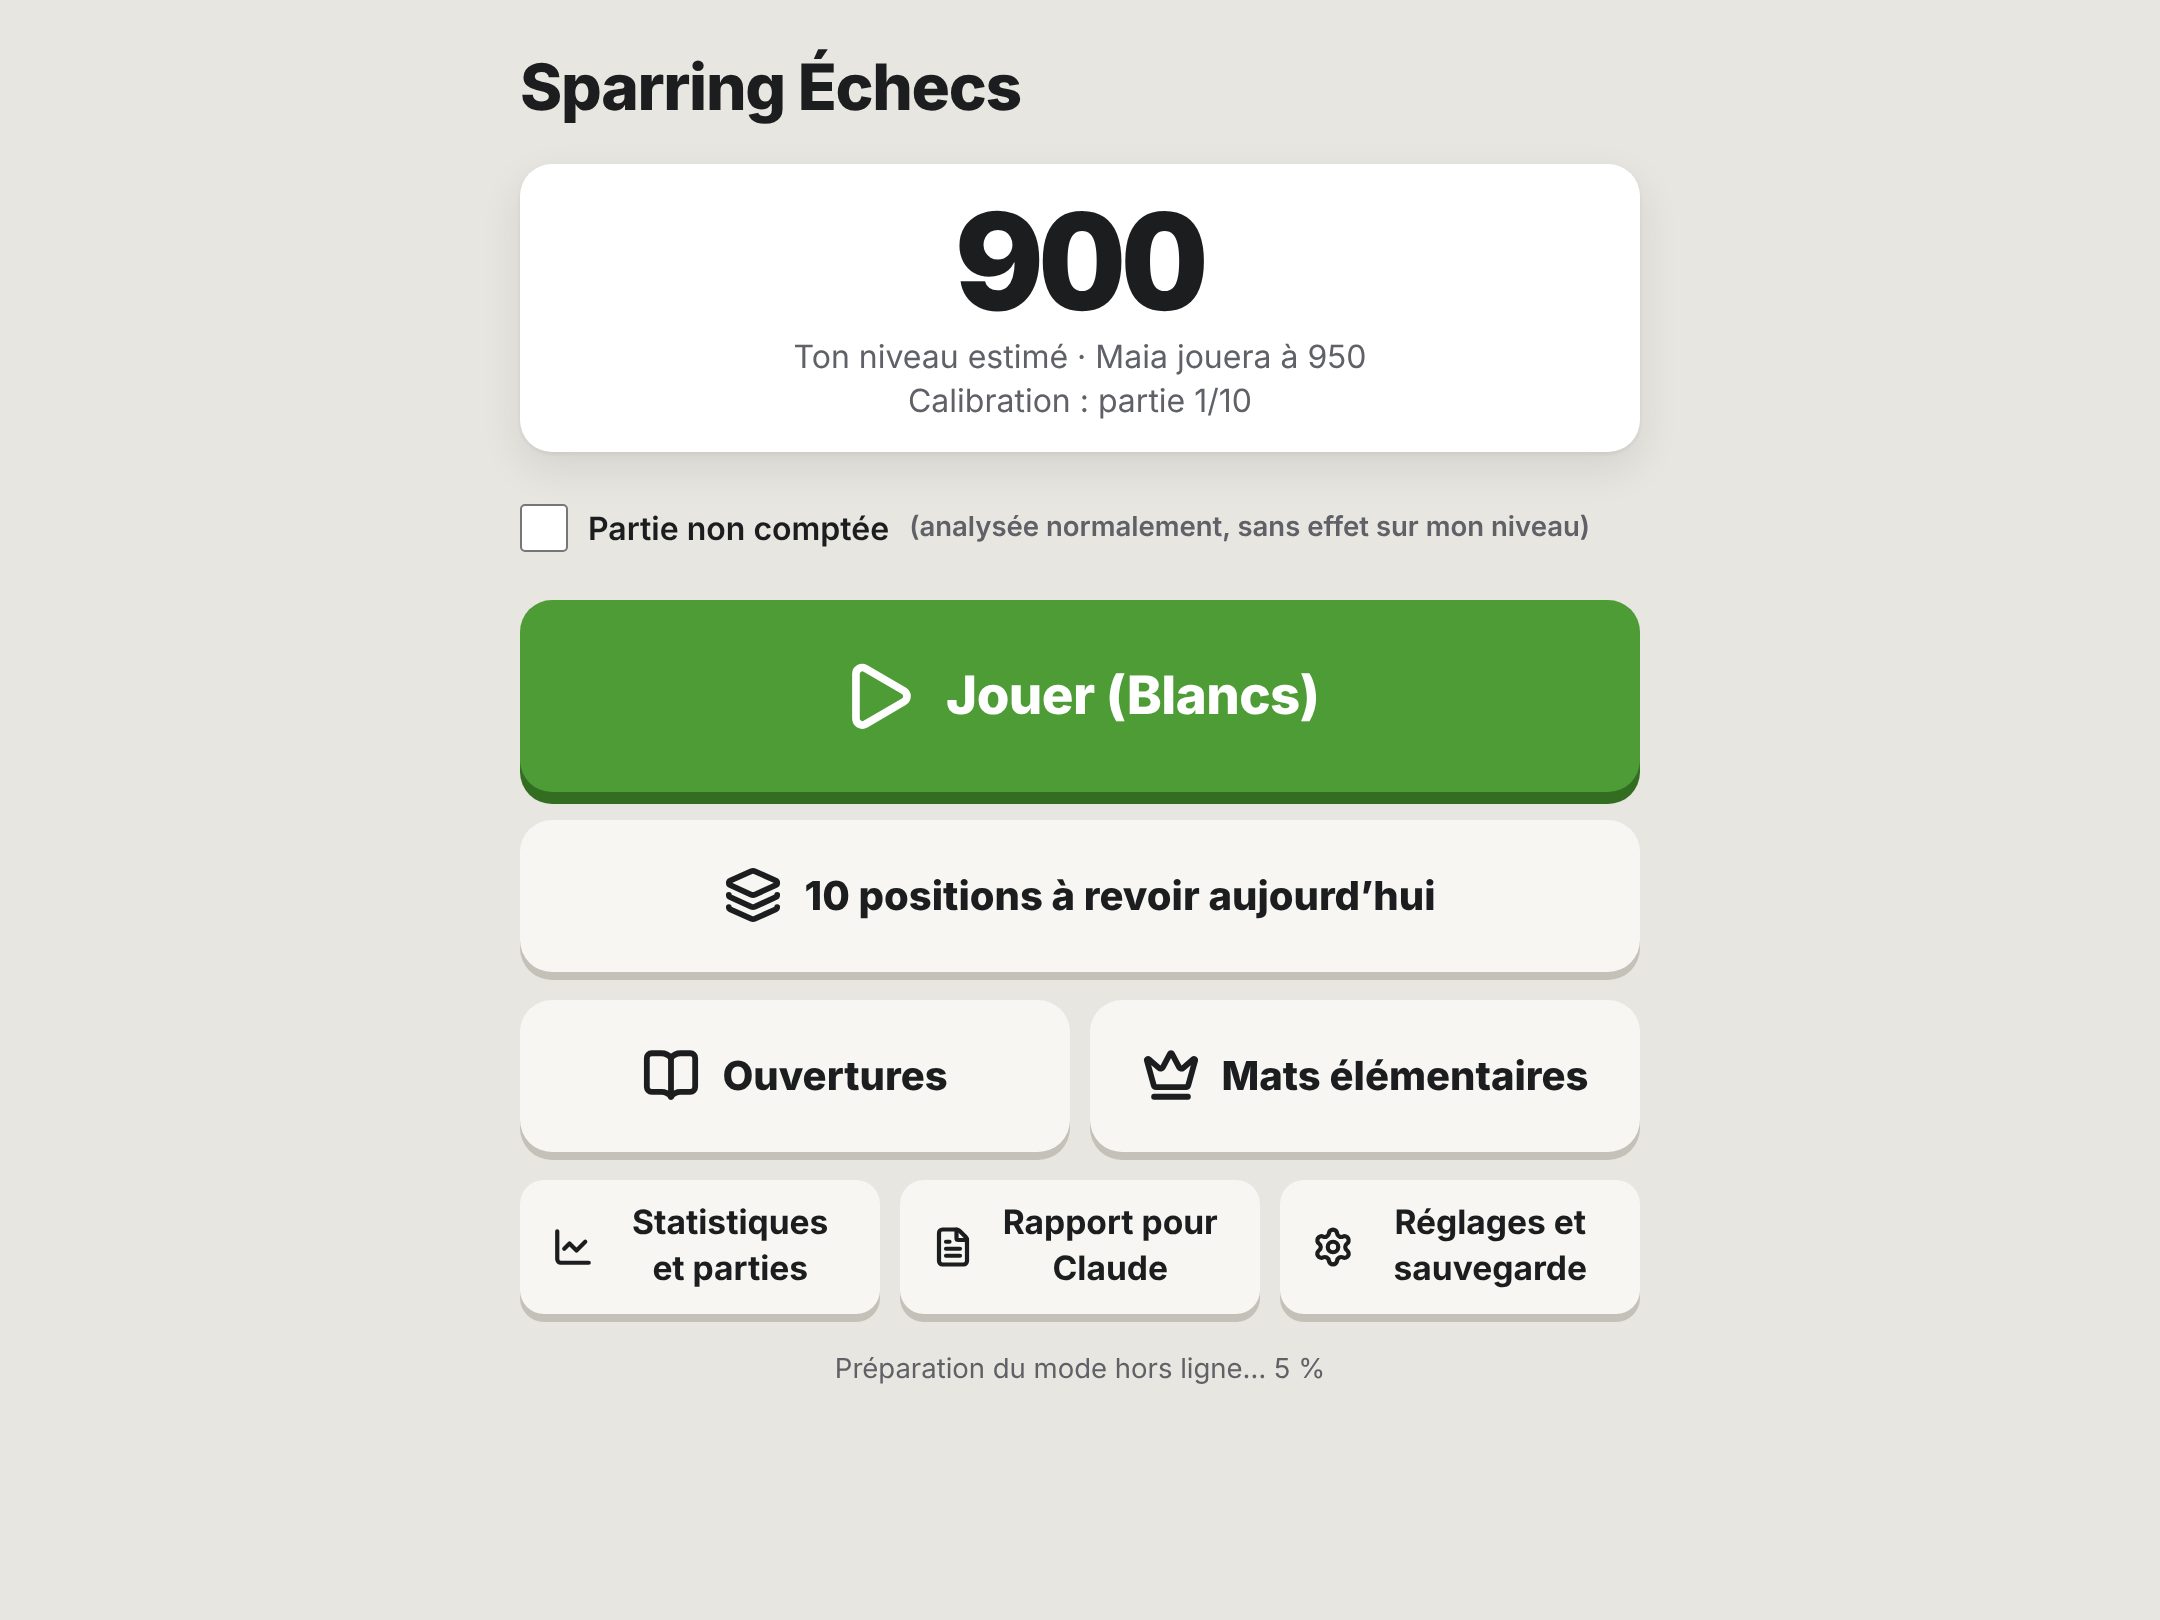 Sparring Échecs
900
Ton niveau estimé · Maia jouera à 950
Calibration : partie 1/10
Partie non comptée (analysée normalement, sans effet sur mon niveau)
Jouer (Blancs)
10 positions à revoir aujourd’hui
Ouvertures
Mats élémentaires
Statistiques
et parties
Rapport pour
Claude
Réglages et
sauvegarde
Préparation du mode hors ligne… 5 %